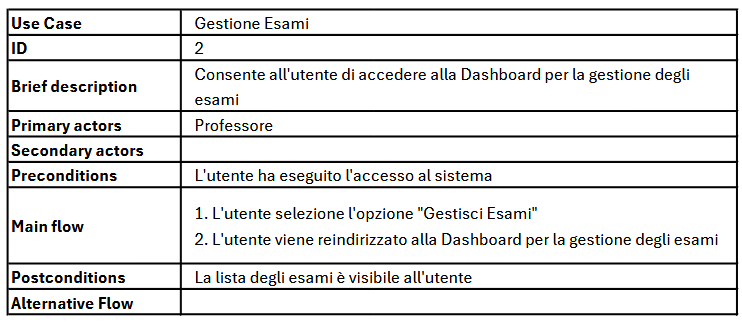 Use Case Gestione Esami
ID 2
Brief description Consente all'utente di accedere alla Dashboard per la gestione degli
esami
Primary actors Professore
Secondary actors
Preconditions L'utente ha eseguito l'accesso al sistema
Main flow
1. L'utente selezione l'opzione "Gestisci Esami"
2. L'utente viene reindirizzato alla Dashboard per la gestione degli esami
Postconditions La lista degli esami è visibile all'utente
Alternative Flow